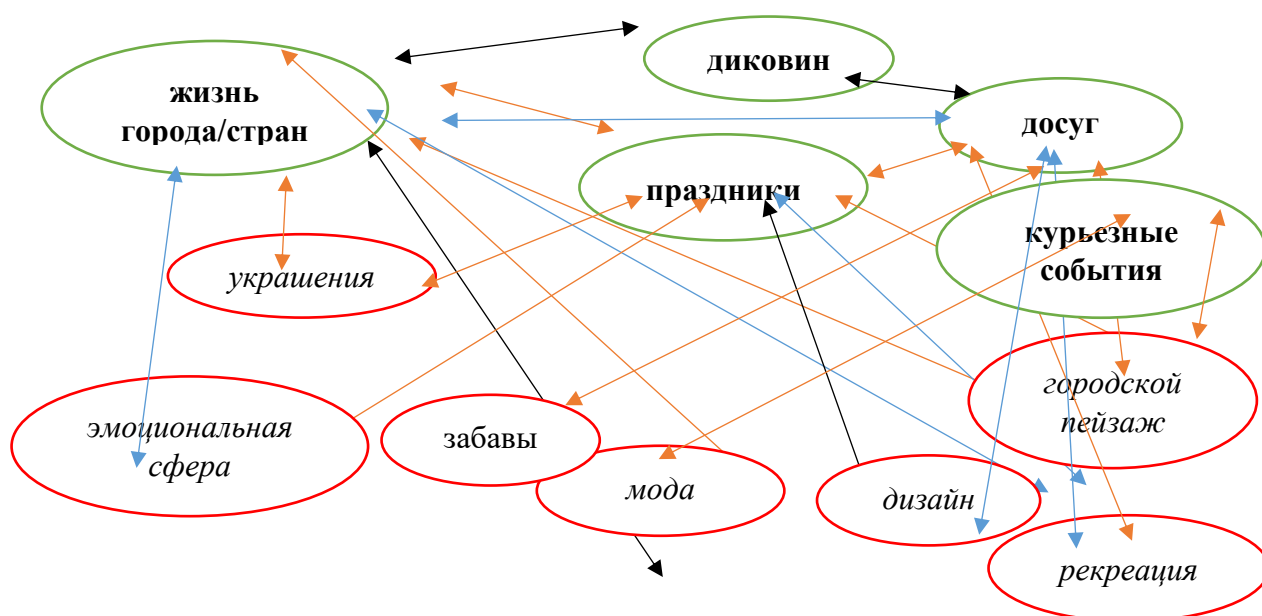 диковин
жизнь
города/стран
досуг
праздники
курьезные
события
украшения
городской
пейзаж
эмоциональная
сфера
забавы
мода
дизайн
рекреация